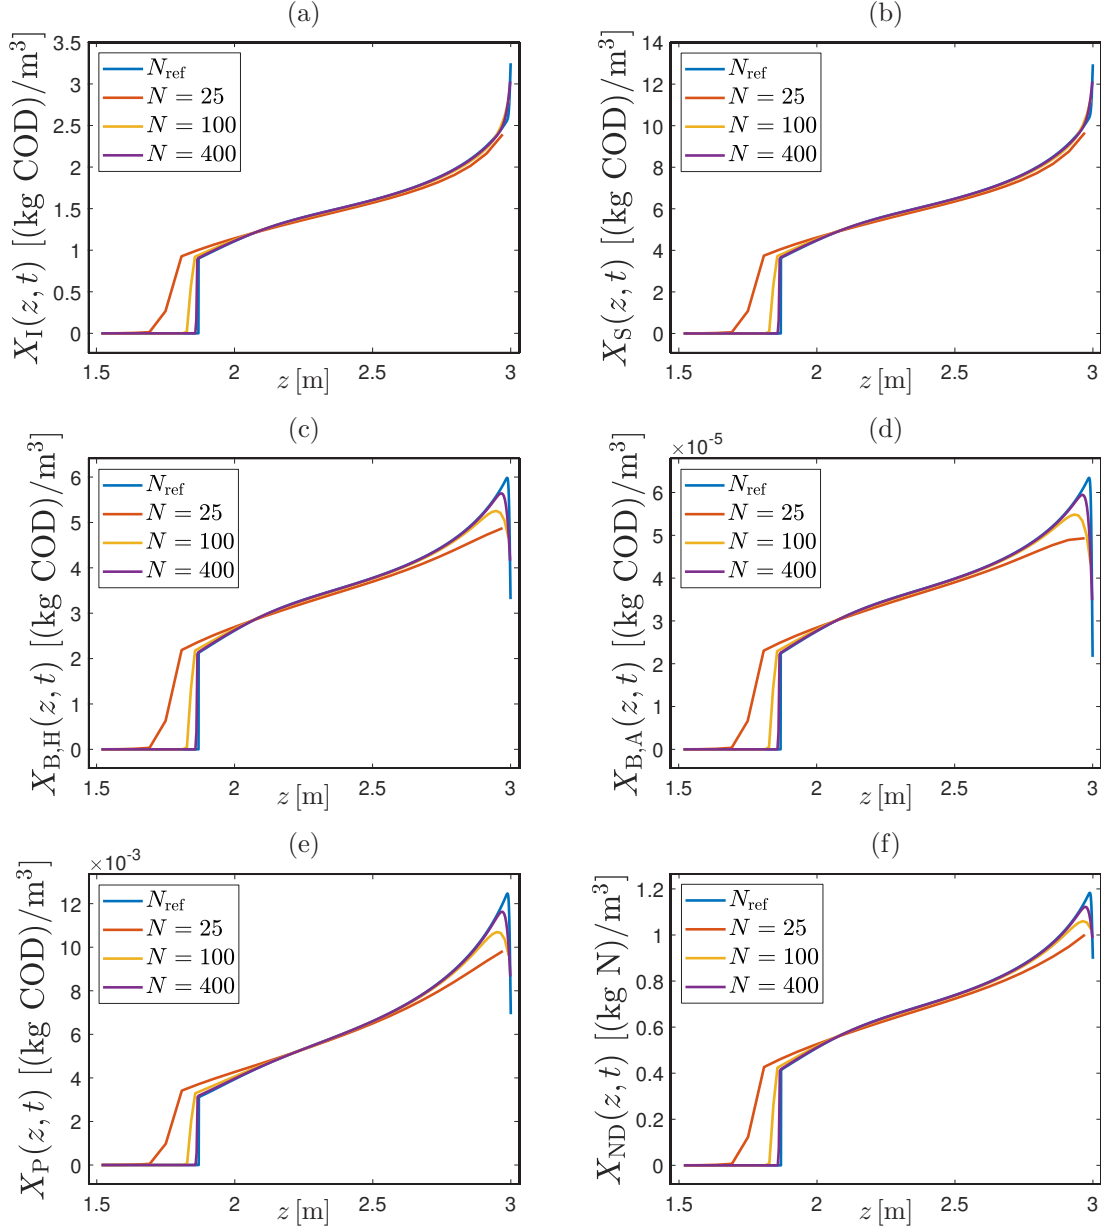 (a)
X_I(z, t) [(kg COD)/m³]
3.5
3
2.5
2
1.5
1
0.5
0
N_ref
N = 25
N = 100
N = 400
1.5 2 2.5 3
z [m]
(b)
X_S(z, t) [(kg COD)/m³]
14
12
10
8
6
4
2
0
N_ref
N = 25
N = 100
N = 400
1.5 2 2.5 3
z [m]
(c)
X_B,H(z, t) [(kg COD)/m³]
6
5
4
3
2
1
0
N_ref
N = 25
N = 100
N = 400
1.5 2 2.5 3
z [m]
(d)
×10⁻⁵
X_B,A(z, t) [(kg COD)/m³]
6
5
4
3
2
1
0
N_ref
N = 25
N = 100
N = 400
1.5 2 2.5 3
z [m]
(e)
×10⁻³
X_P(z, t) [(kg COD)/m³]
12
10
8
6
4
2
0
N_ref
N = 25
N = 100
N = 400
1.5 2 2.5 3
z [m]
(f)
X_ND(z, t) [(kg N)/m³]
1.2
1
0.8
0.6
0.4
0.2
0
N_ref
N = 25
N = 100
N = 400
1.5 2 2.5 3
z [m]